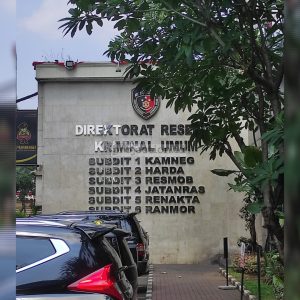 DIREKTORAT RESE
KRIMINAL UMUM
SUBDIT 1 KAMNEG
SUBDIT 2 HARDA
SUBDIT 3 RESMOB
SUBDIT 4 JATANRAS
SUBDIT 5 RENAKTA
SUBDIT 6 RANMOR